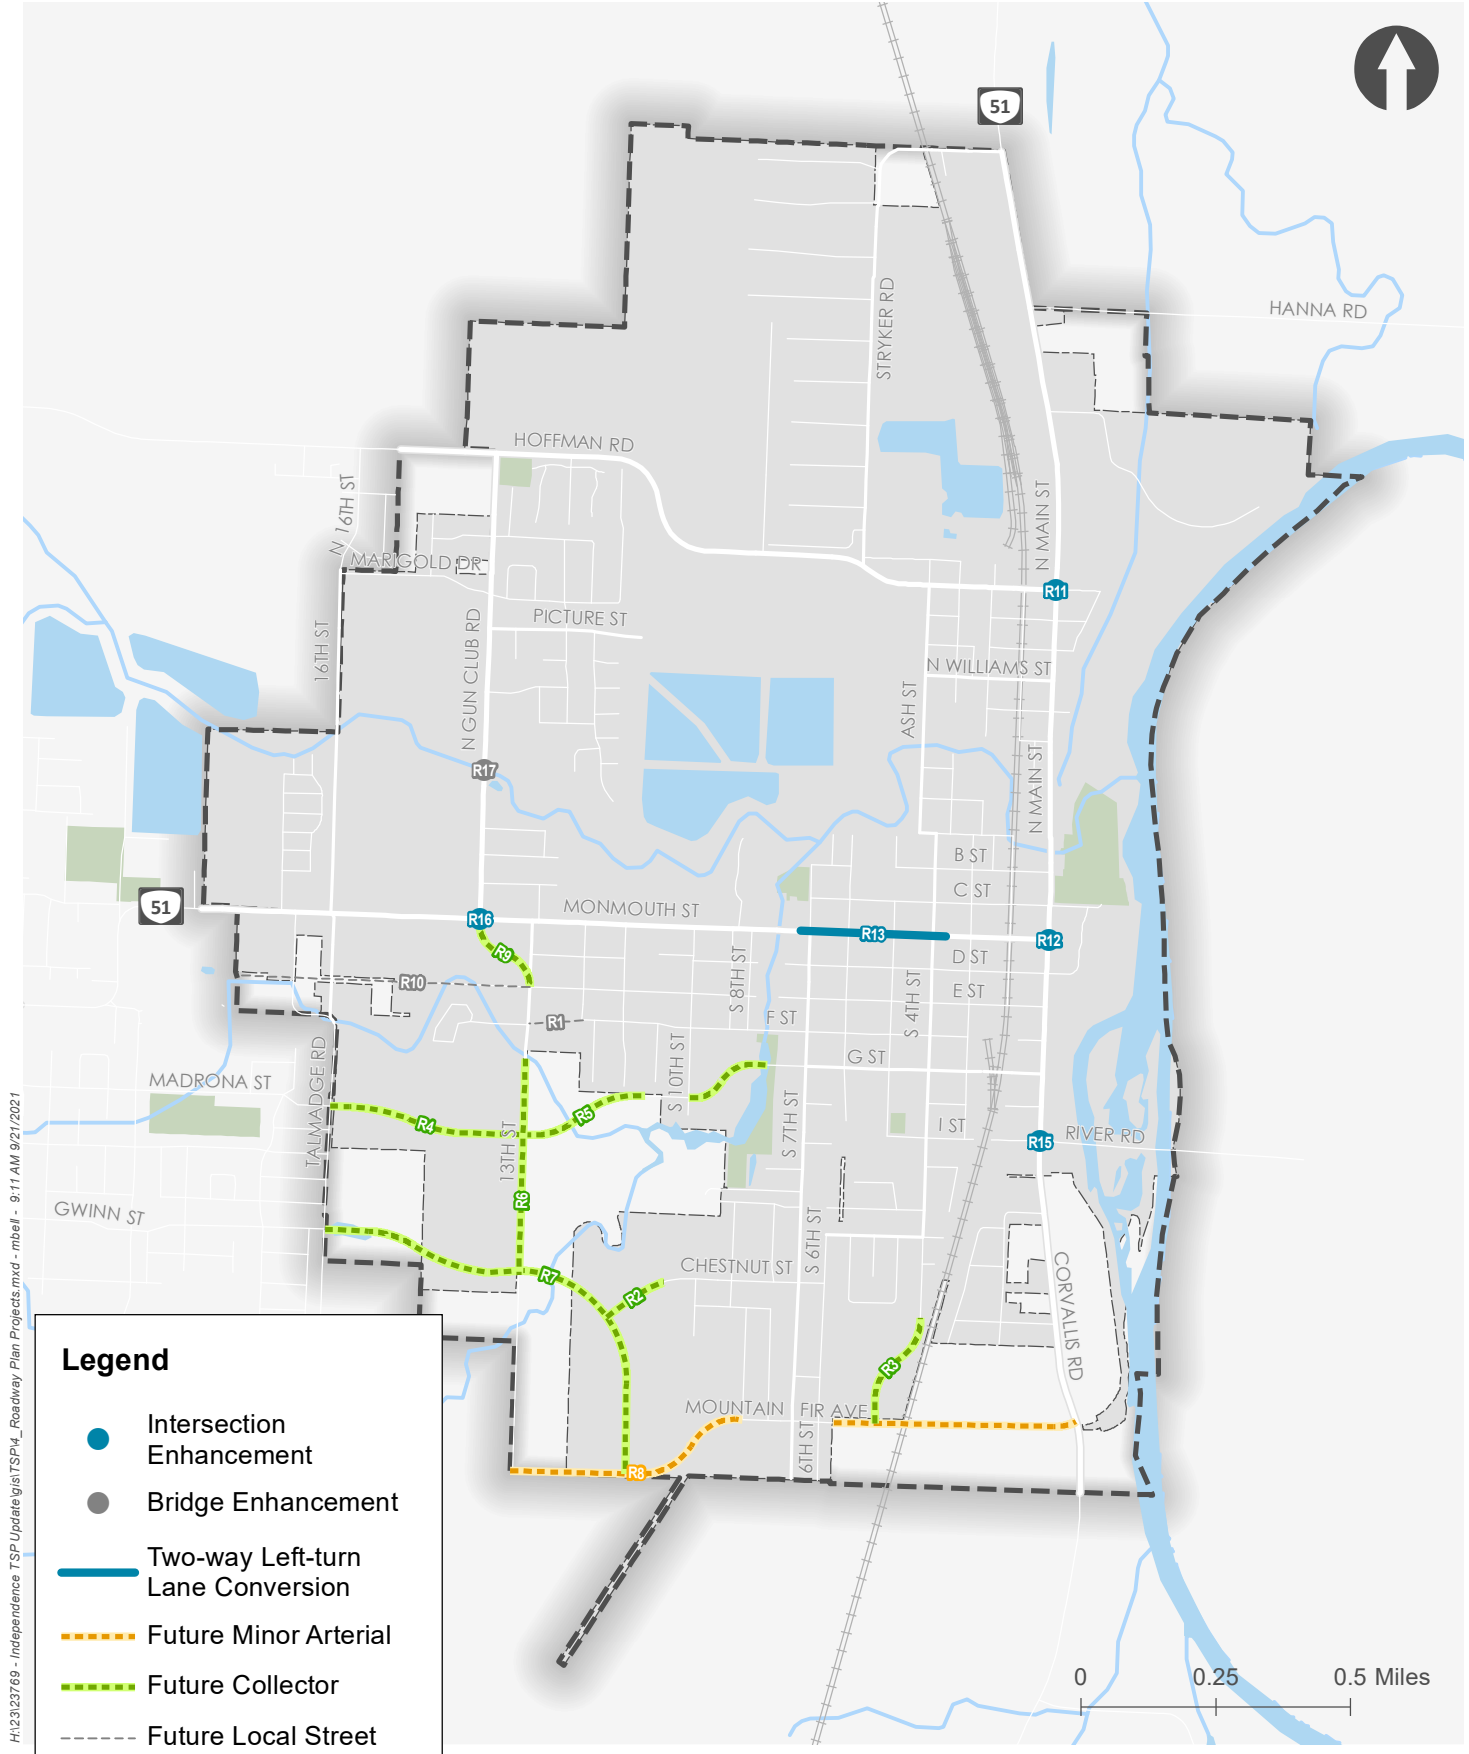 51
HANNA RD
STRYKER RD
HOFFMAN RD
N 16TH ST
N MAIN ST
MARIGOLD DR
R11
PICTURE ST
16TH ST
N GUN CLUB RD
N WILLIAMS ST
ASH ST
R17
N MAIN ST
B ST
C ST
51
MONMOUTH ST
R16
R13
R12
R9
D ST
S 8TH ST
R10
S 4TH ST
E ST
R1
F ST
G ST
S 10TH ST
TALMADGE RD
MADRONA ST
R4
R5
S 7TH ST
I ST
R15
RIVER RD
13TH ST
R6
GWINN ST
S 6TH ST
CHESTNUT ST
R7
R2
CORVALLIS RD
R3
MOUNTAIN FIR AVE
6TH ST
R8
Legend
Intersection
Enhancement
Bridge Enhancement
Two-way Left-turn
Lane Conversion
Future Minor Arterial
Future Collector
Future Local Street
0 0.25 0.5 Miles
H:\23\23769 - Independence TSP Update\gis\TSP\4_Roadway Plan Projects.mxd - mbell - 9:11 AM 9/21/2021